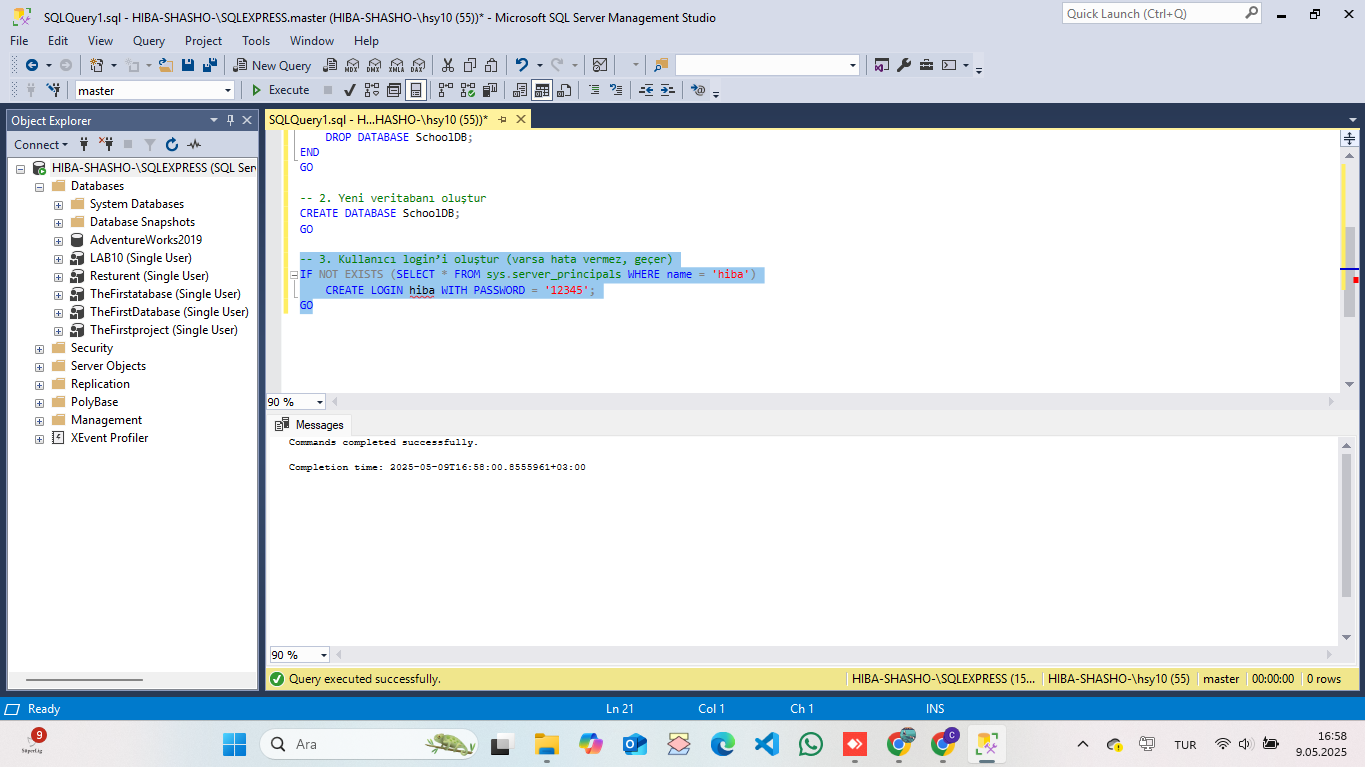 SQLQuery1.sql - HIBA-SHASHO-\SQLEXPRESS.master (HIBA-SHASHO-\hsy10 (55))* - Microsoft SQL Server Management Studio
Quick Launch (Ctrl+Q)
File Edit View Query Project Tools Window Help
New Query
MDX DMX XMLA DAX
master
Execute
Object Explorer
Connect
HIBA-SHASHO-\SQLEXPRESS (SQL Ser
Databases
System Databases
Database Snapshots
AdventureWorks2019
LAB10 (Single User)
Resturent (Single User)
TheFirstatabase (Single User)
TheFirstDatabase (Single User)
TheFirstproject (Single User)
Security
Server Objects
Replication
PolyBase
Management
XEvent Profiler
SQLQuery1.sql - H...HASHO-\hsy10 (55))*
DROP DATABASE SchoolDB;
END
GO
-- 2. Yeni veritabanı oluştur
CREATE DATABASE SchoolDB;
GO
-- 3. Kullanıcı login’i oluştur (varsa hata vermez, geçer)
IF NOT EXISTS (SELECT * FROM sys.server_principals WHERE name = 'hiba')
CREATE LOGIN hiba WITH PASSWORD = '12345';
GO
90 %
Messages
Commands completed successfully.
Completion time: 2025-05-09T16:58:00.8555961+03:00
90 %
Query executed successfully.
HIBA-SHASHO-\SQLEXPRESS (15... HIBA-SHASHO-\hsy10 (55) master 00:00:00 0 rows
Ready Ln 21 Col 1 Ch 1 INS
9
SüperLig
Ara
C
TUR
16:58
9.05.2025